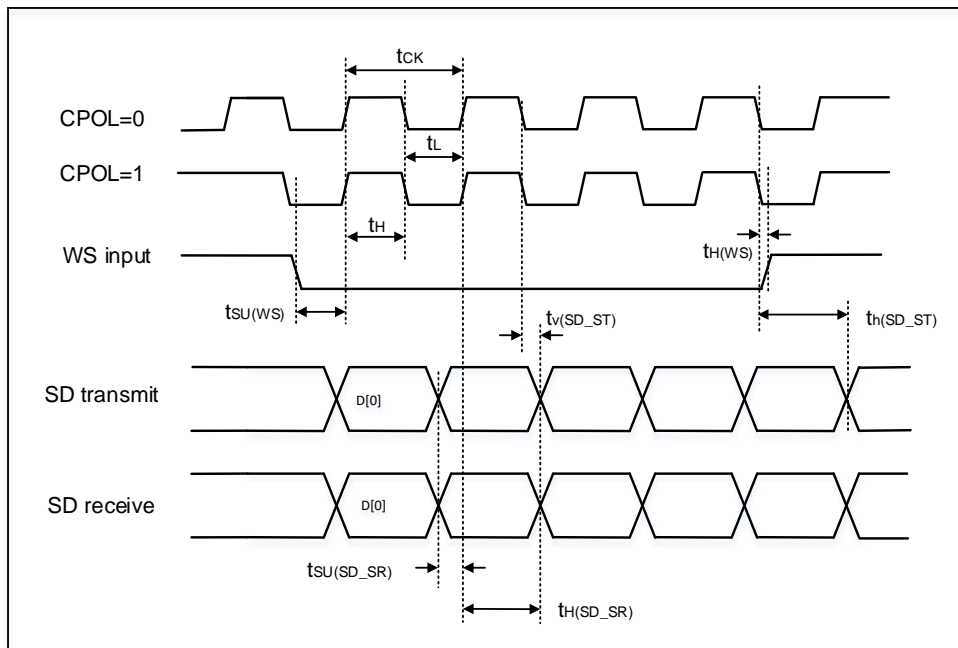 tCK
CPOL=0
tL
CPOL=1
tH
WS input
tH(WS)
tSU(WS)
tv(SD_ST)
th(SD_ST)
SD transmit
D[0]
SD receive
D[0]
tSU(SD_SR)
tH(SD_SR)